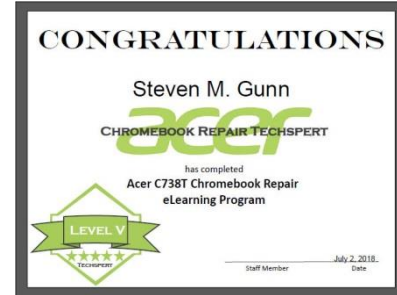 CONGRATULATIONS
Steven M. Gunn
acer
CHROMEBOOK REPAIR TECHSPERT
has completed
Acer C738T Chromebook Repair
eLearning Program
LEVEL V
TECHSPERT
July 2, 2018
Staff Member Date